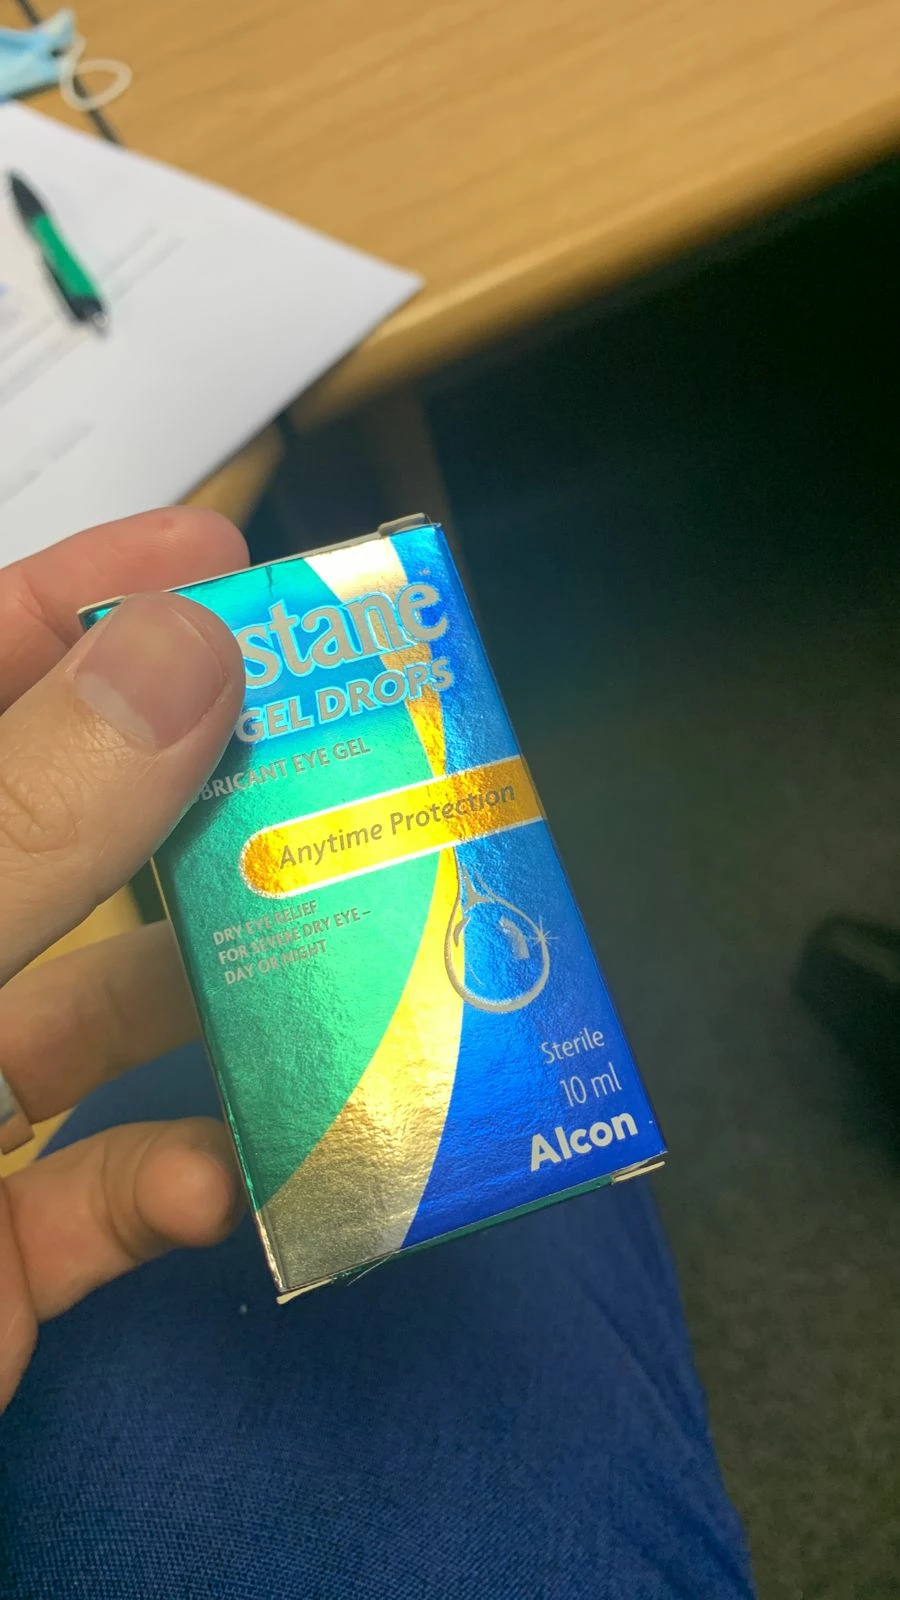 stane™
GEL DROPS
BRICANT EYE GEL
Anytime Protection
DRY EYE RELIEF
FOR SEVERE DRY EYE –
DAY OR NIGHT
Sterile
10 ml
Alcon